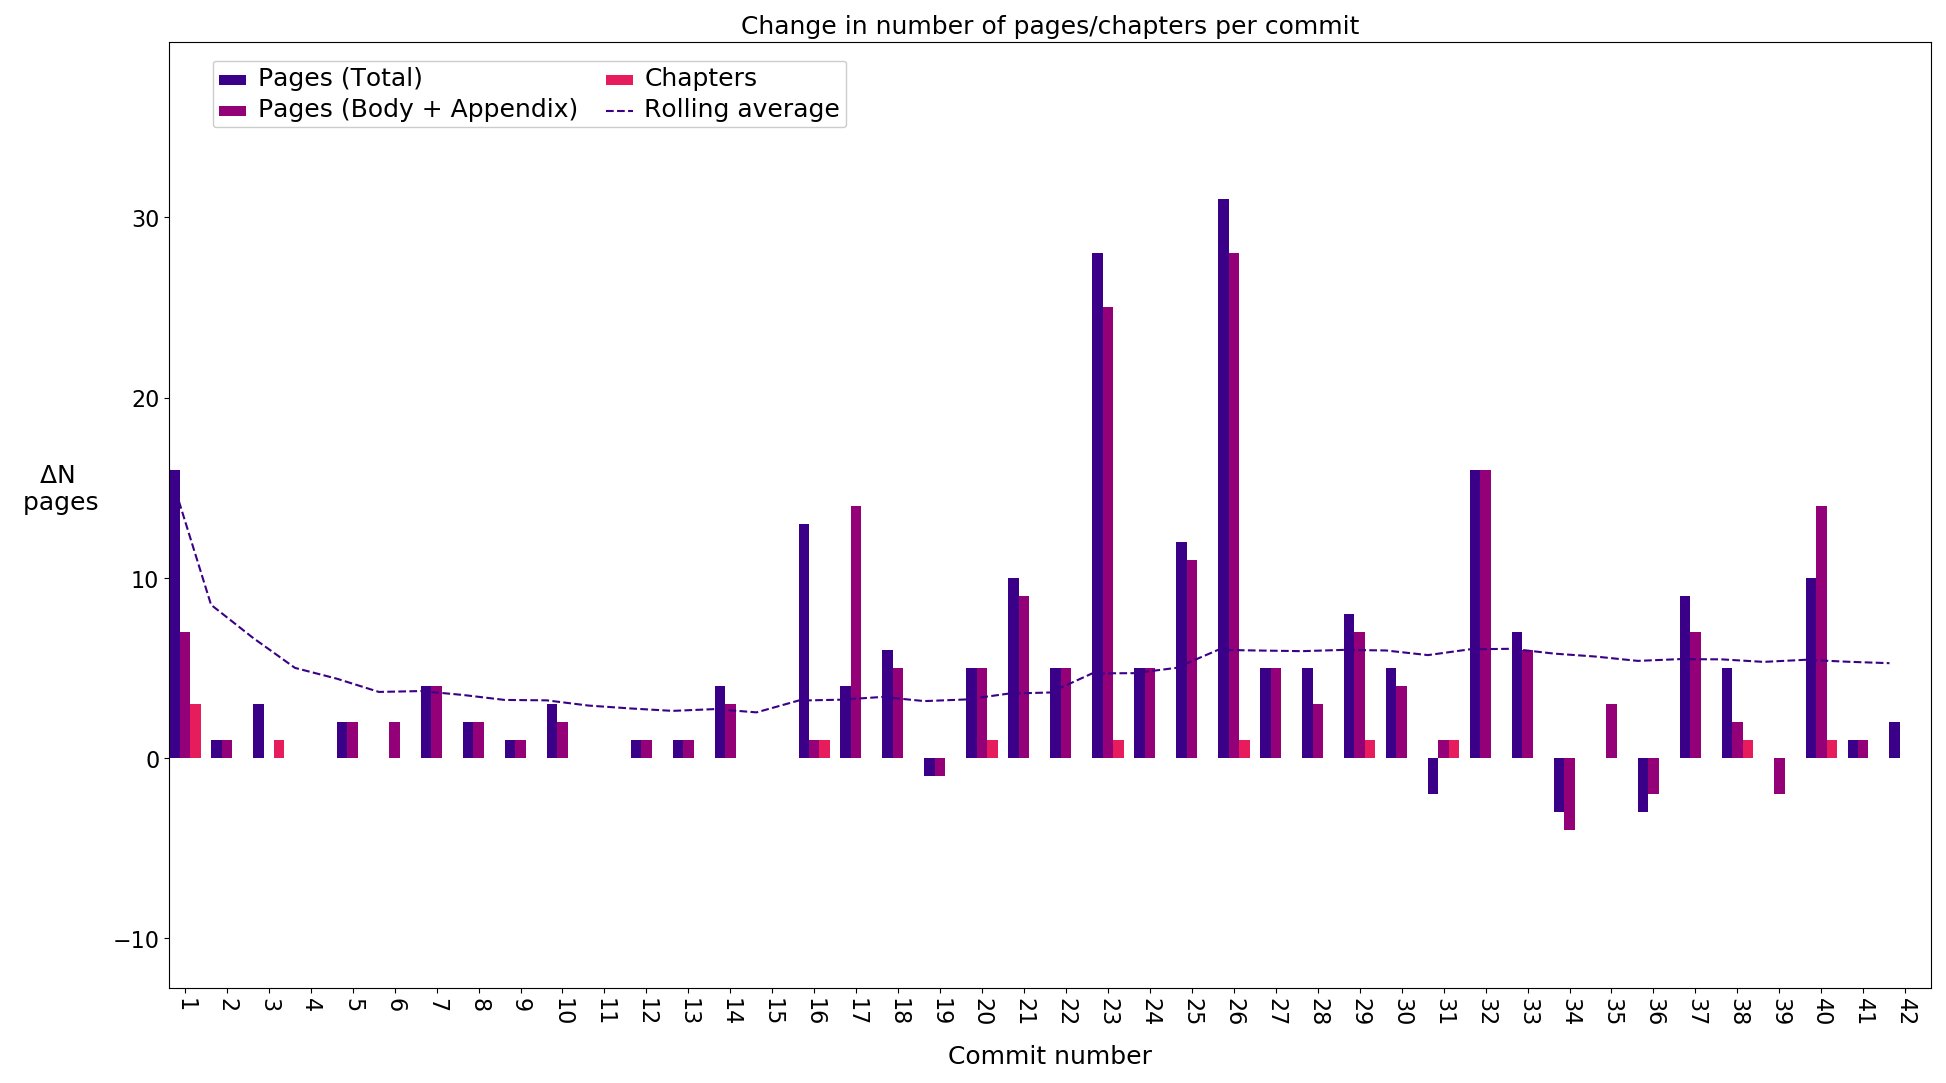 Change in number of pages/chapters per commit
Pages (Total)
Pages (Body + Appendix)
Chapters
Rolling average
30
20
10
0
−10
ΔN
pages
1 2 3 4 5 6 7 8 9 10 11 12 13 14 15 16 17 18 19 20 21 22 23 24 25 26 27 28 29 30 31 32 33 34 35 36 37 38 39 40 41 42
Commit number